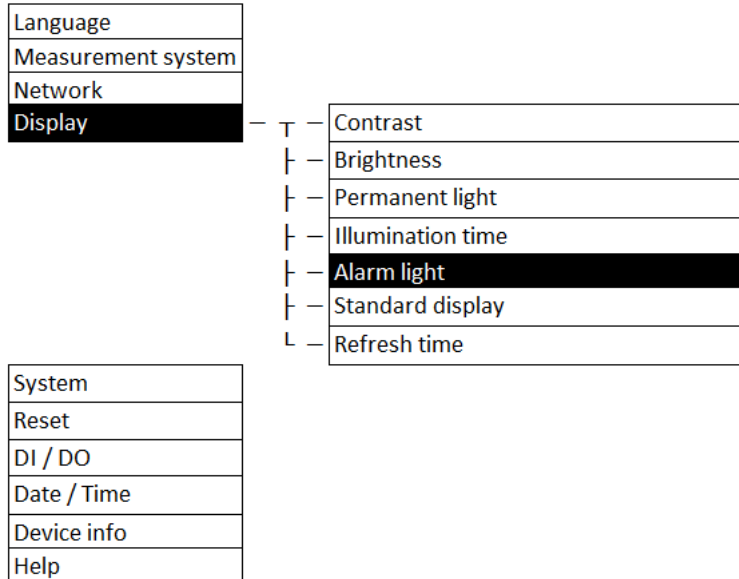 Language
Measurement system
Network
Display
Contrast
Brightness
Permanent light
Illumination time
Alarm light
Standard display
Refresh time
System
Reset
DI / DO
Date / Time
Device info
Help